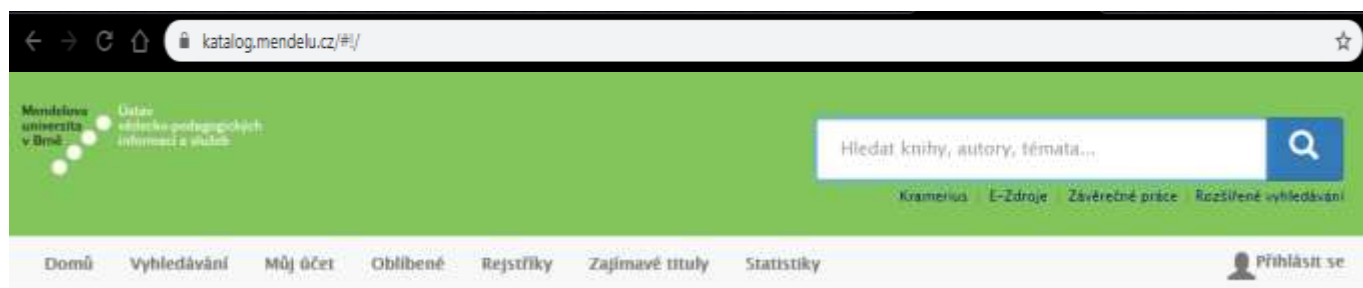 katalog.mendelu.cz/#!/
Mendelova
univerzita
v Brně
Ústav
vědecko-pedagogických
informací a služeb
Hledat knihy, autory, témata...
Kramerius E-Zdroje Závěrečné práce Rozšířené vyhledávání
Domů Vyhledávání Můj účet Oblíbené Rejstříky Zajímavé tituly Statistiky Přihlásit se